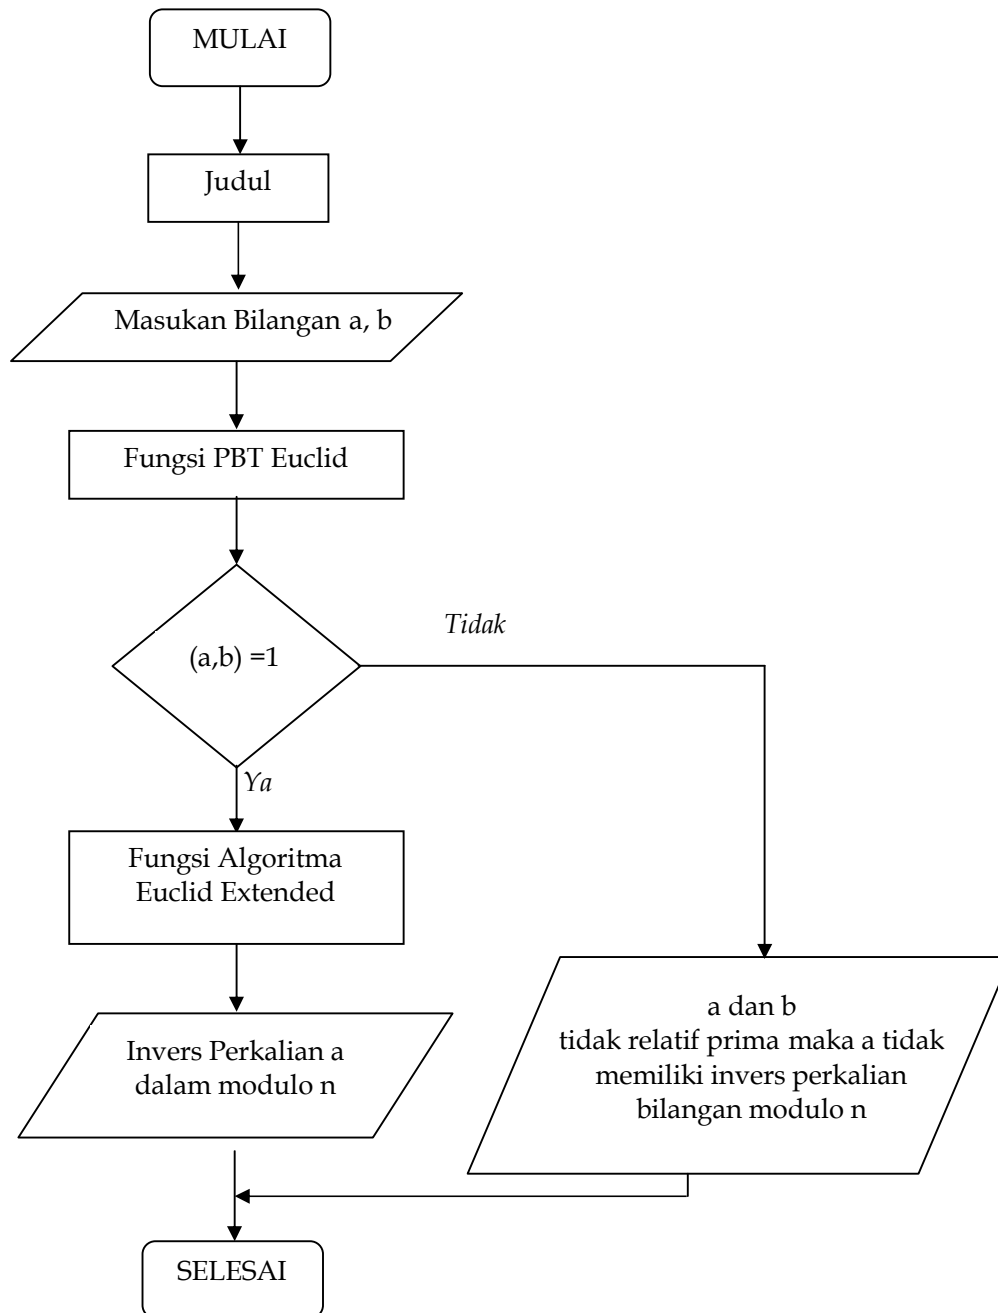 MULAI
Judul
Masukan Bilangan a, b
Fungsi PBT Euclid
(a,b) =1
Tidak
Ya
Fungsi Algoritma
Euclid Extended
Invers Perkalian a
dalam modulo n
a dan b
tidak relatif prima maka a tidak
memiliki invers perkalian
bilangan modulo n
SELESAI